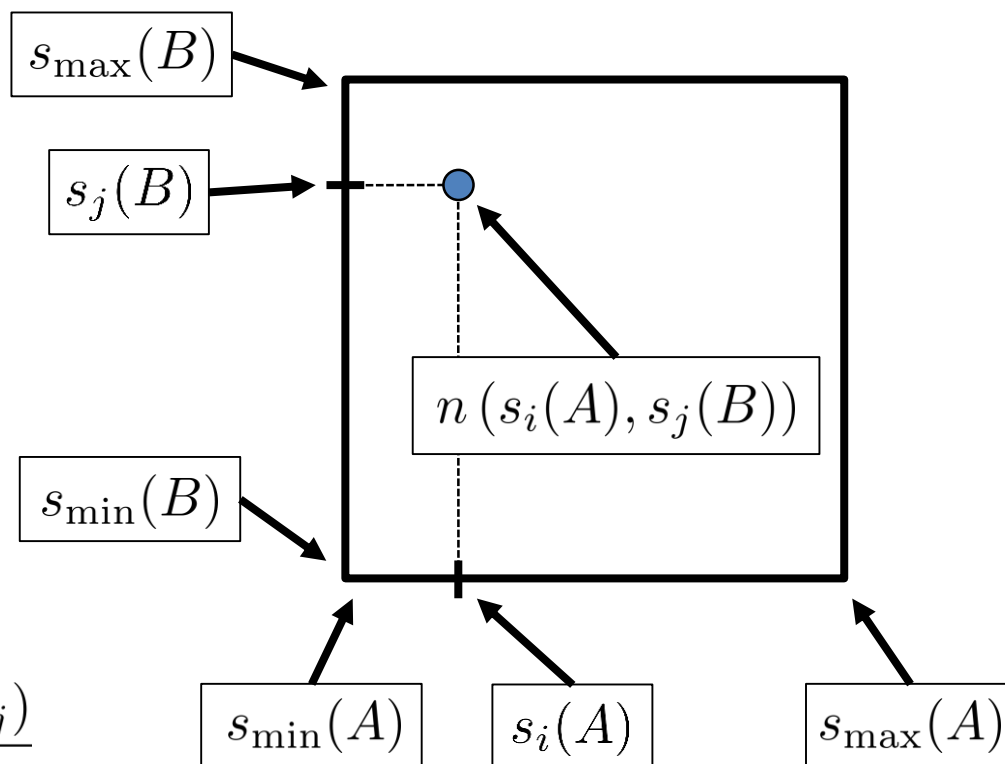 s_max(B)
s_j(B)
n(s_i(A), s_j(B))
s_min(B)
j)
s_min(A)
s_i(A)
s_max(A)